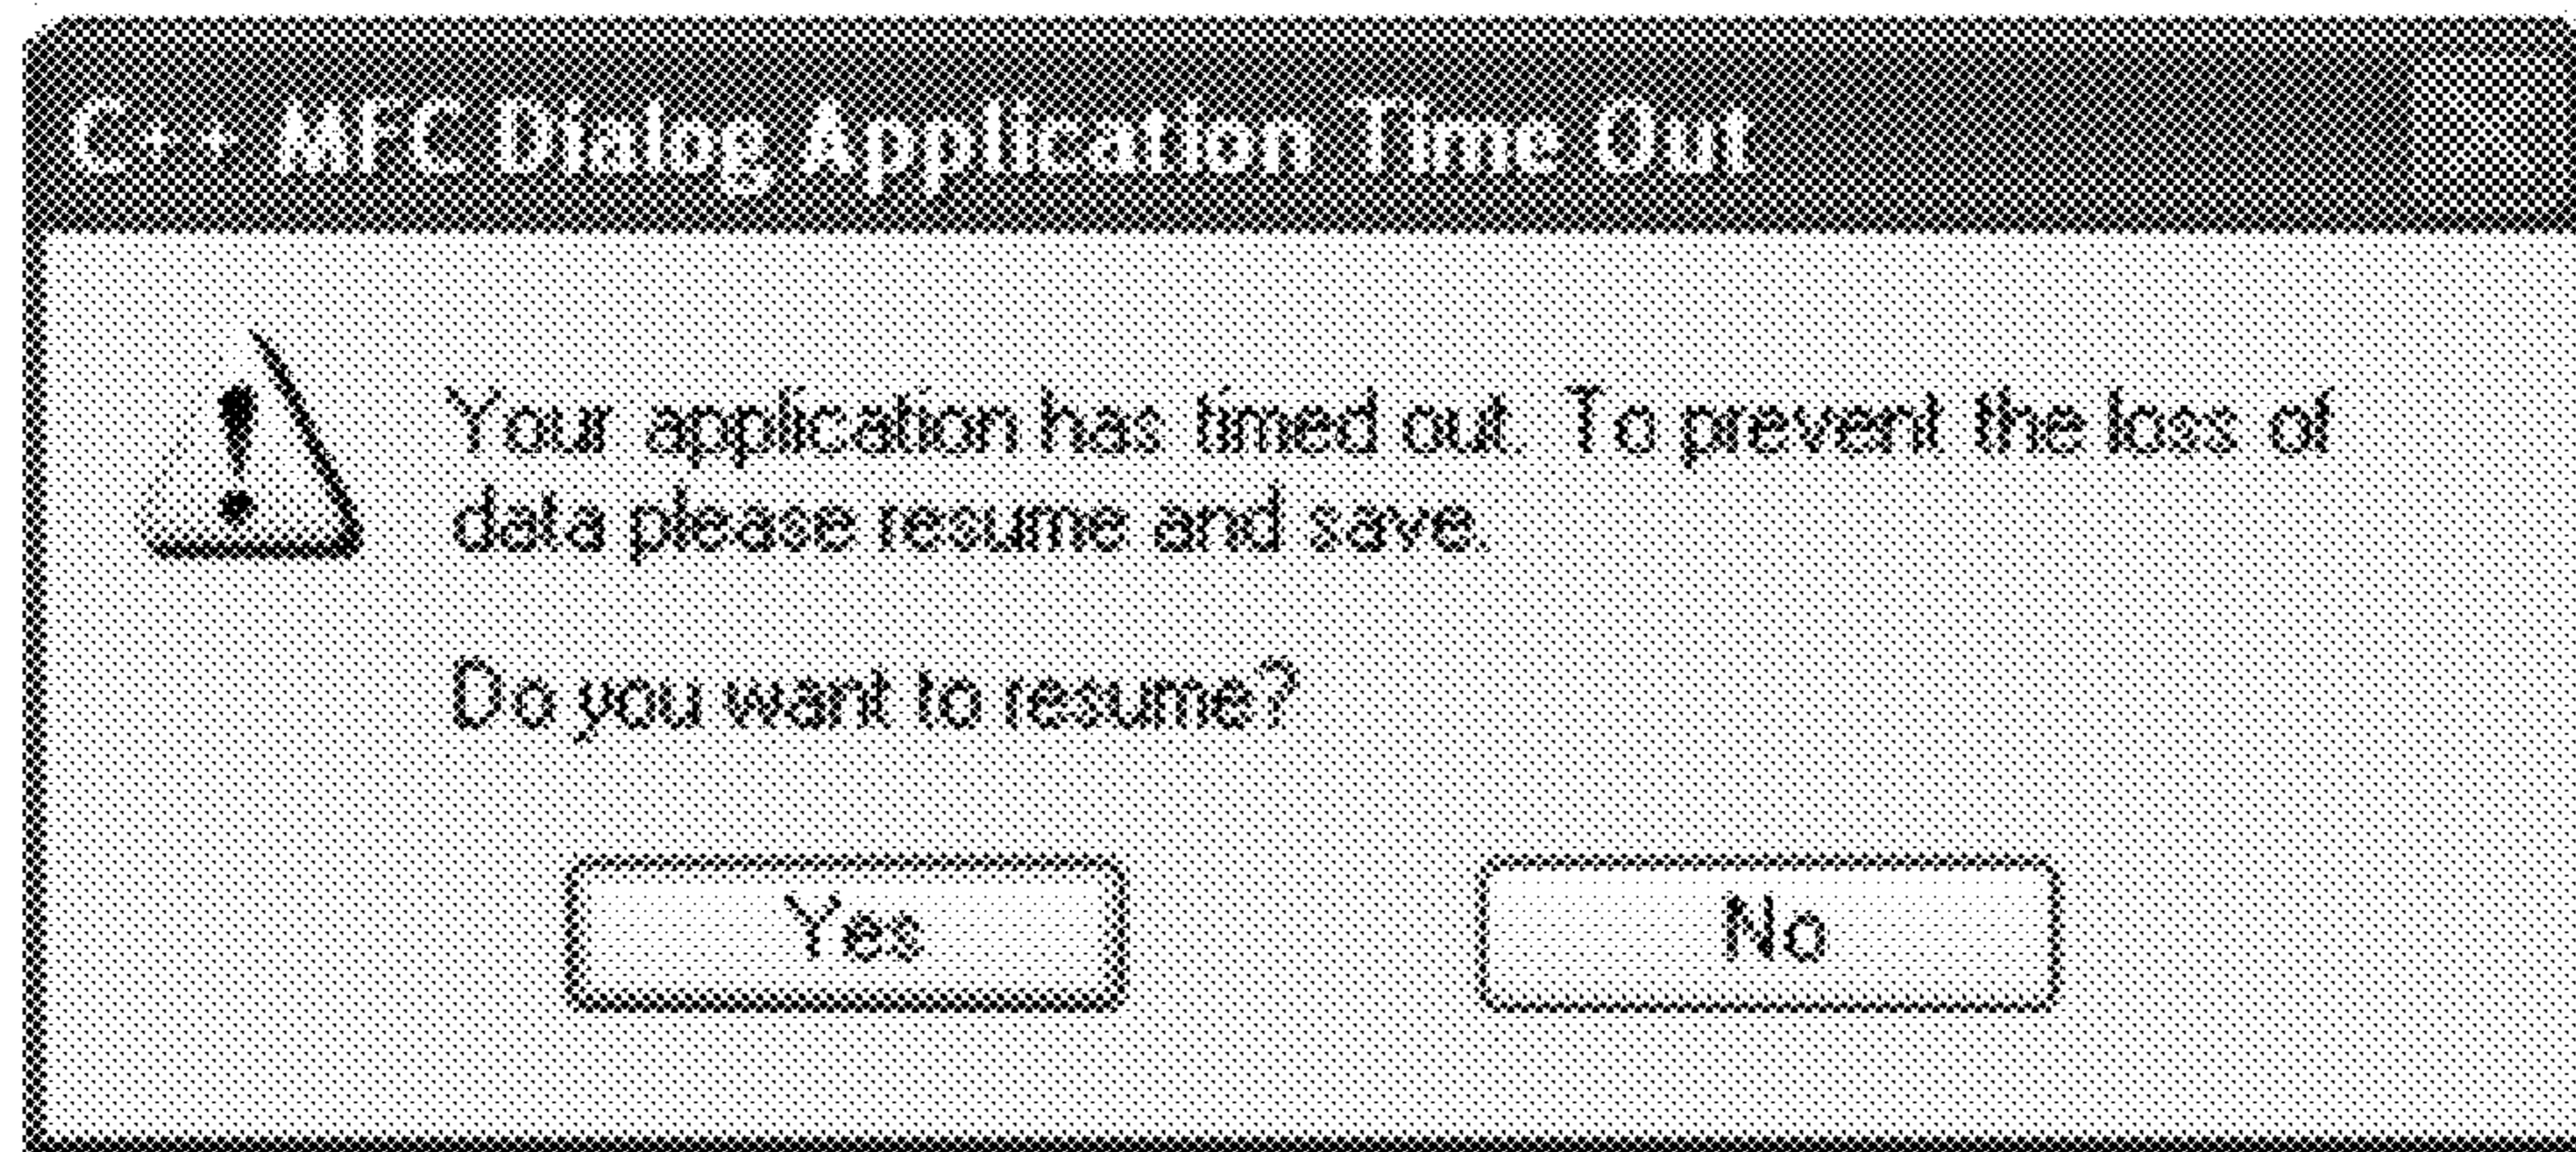 C++ MFC Dialog Application Time Out
Your application has timed out. To prevent the loss of
data please resume and save.
Do you want to resume?
Yes
No